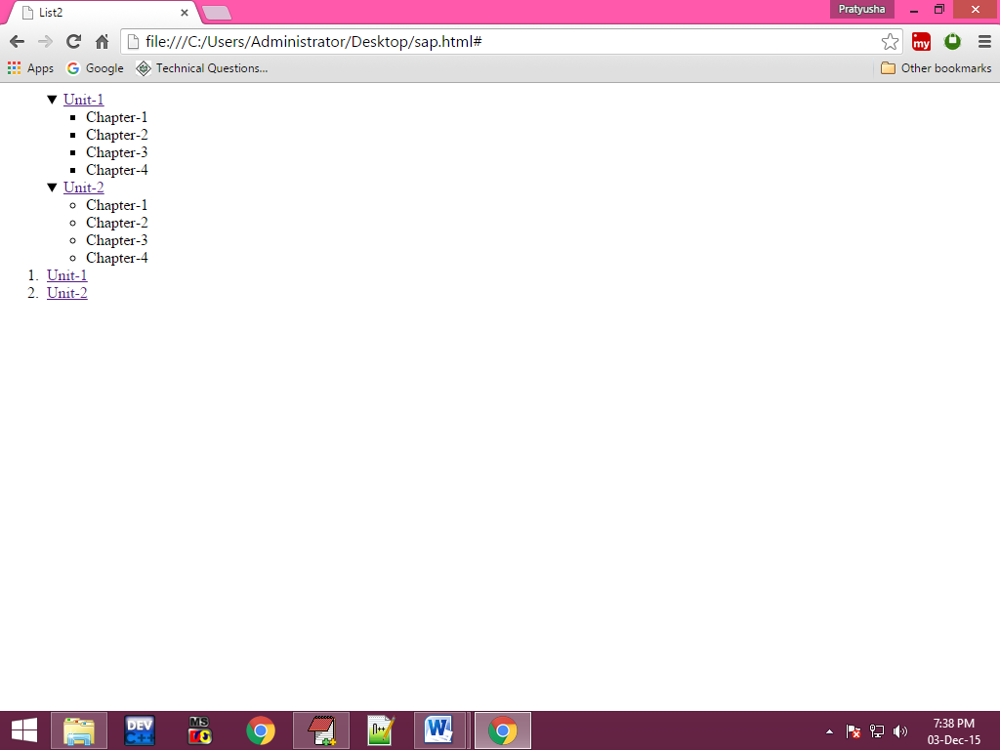 List2
Pratyusha
file:///C:/Users/Administrator/Desktop/sap.html#
my
Apps Google Technical Questions... Other bookmarks
▼ Unit-1
▪ Chapter-1
▪ Chapter-2
▪ Chapter-3
▪ Chapter-4
▼ Unit-2
◦ Chapter-1
◦ Chapter-2
◦ Chapter-3
◦ Chapter-4
1. Unit-1
2. Unit-2
DEV C++ MS W 7:38 PM
03-Dec-15